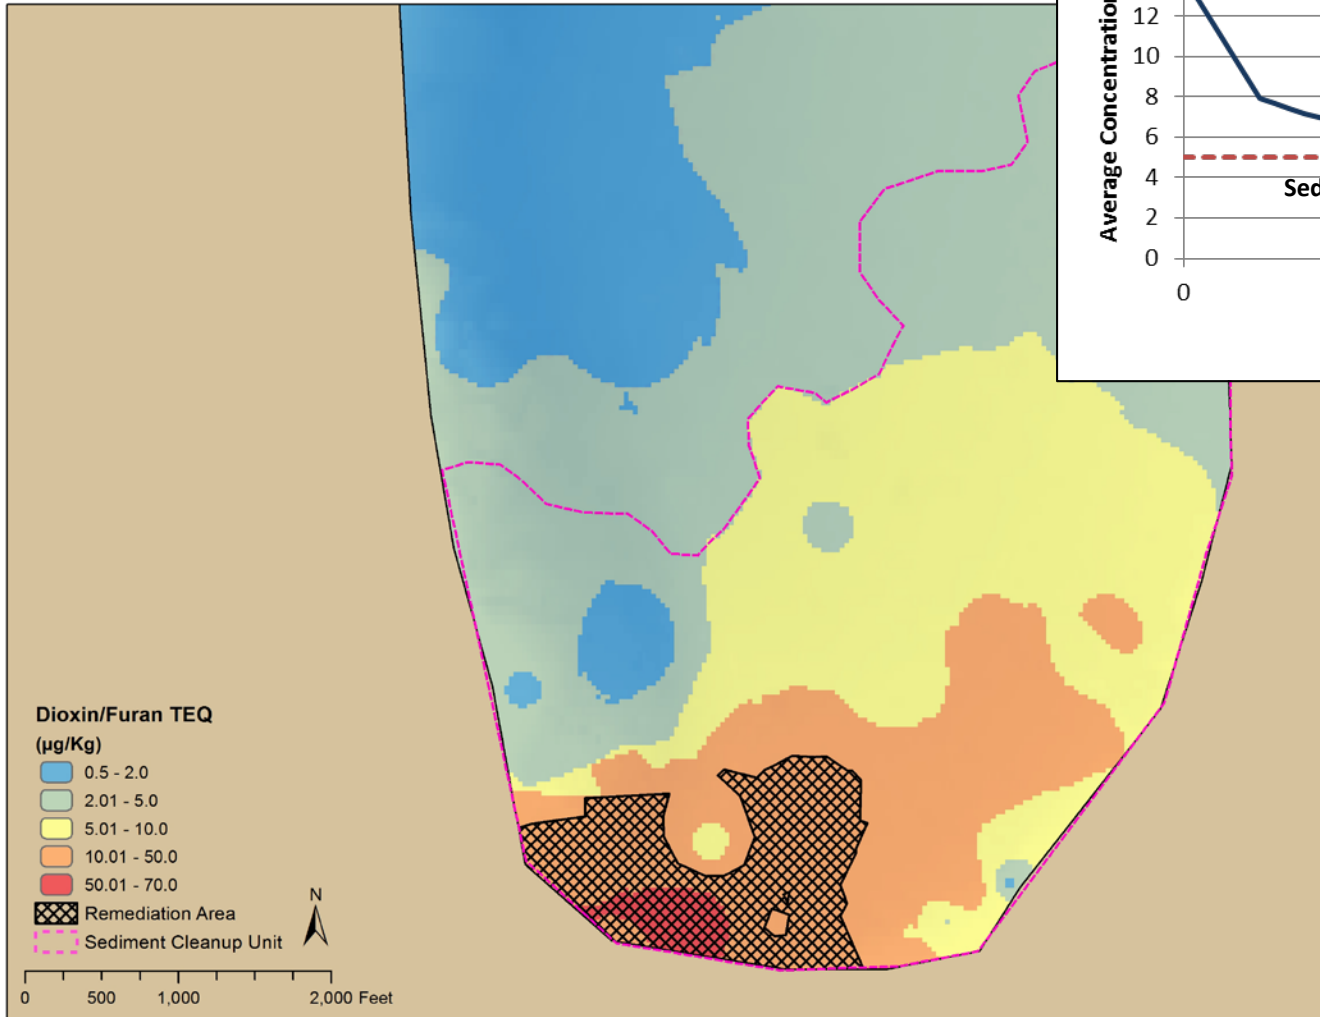 Average Concentration
12
10
8
6
4
2
0
0
Sed
Dioxin/Furan TEQ
(µg/Kg)
0.5 - 2.0
2.01 - 5.0
5.01 - 10.0
10.01 - 50.0
50.01 - 70.0
Remediation Area
Sediment Cleanup Unit
N
0 500 1,000 2,000 Feet